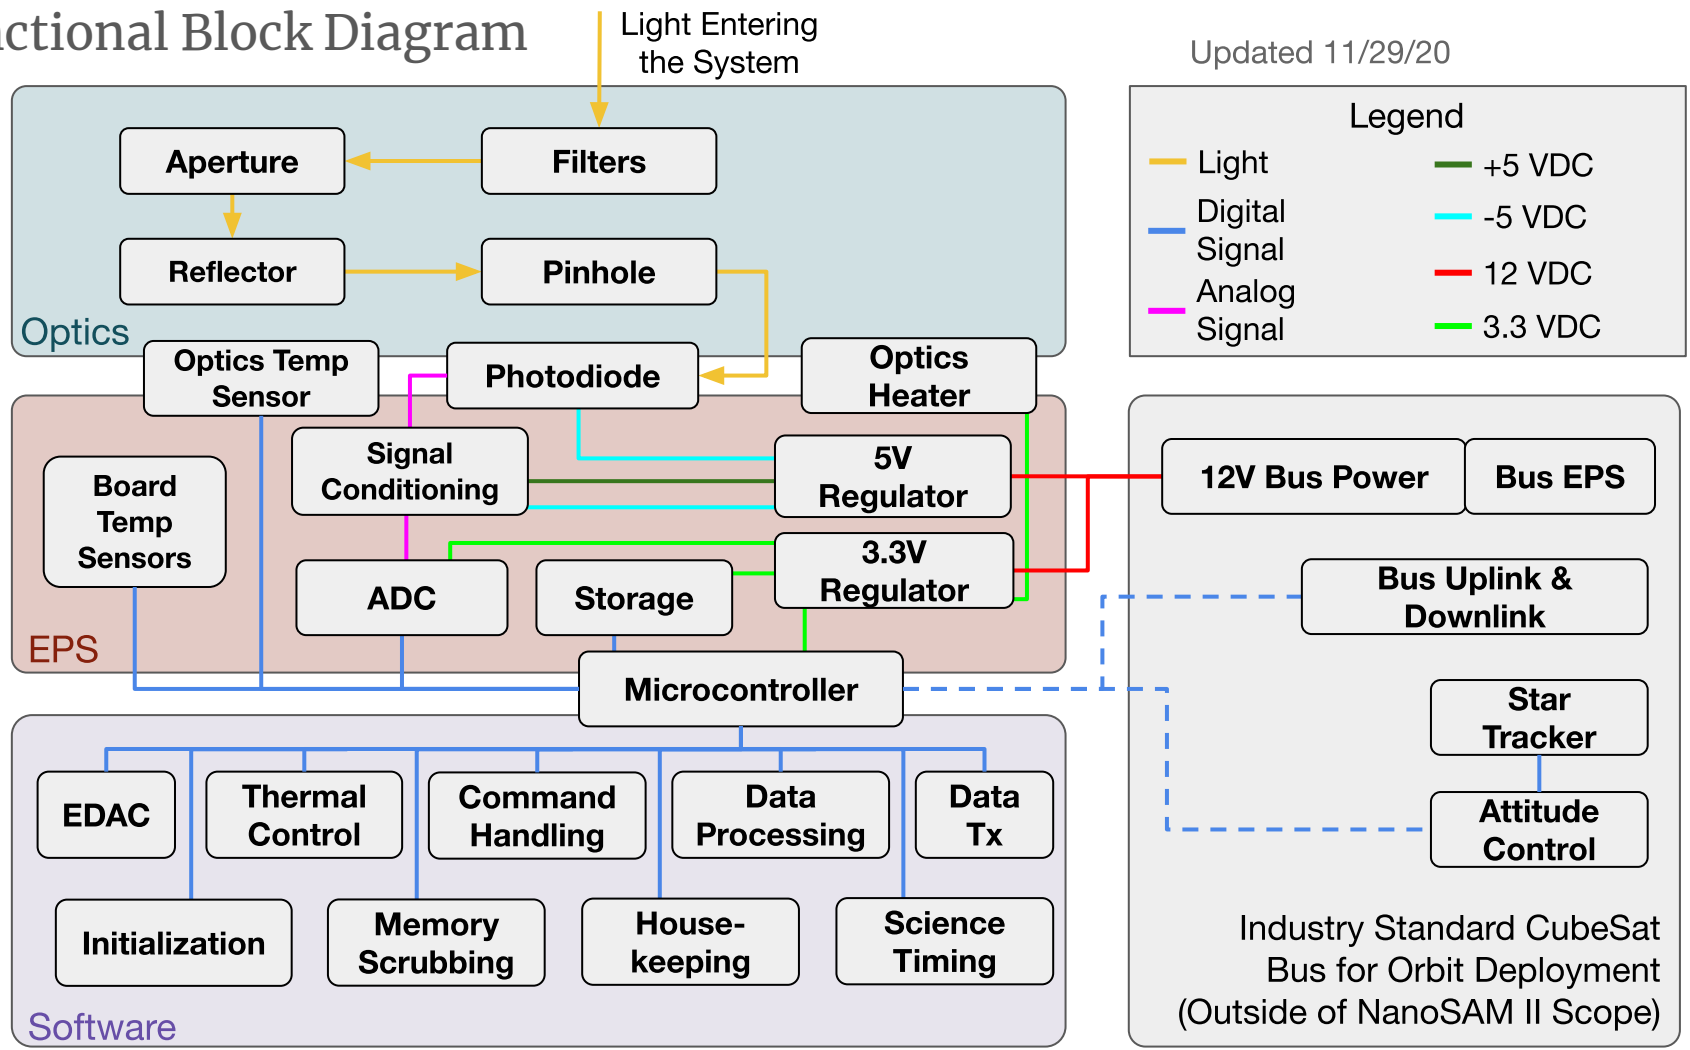 nctional Block Diagram
Light Entering
the System
Updated 11/29/20
Legend
Light
Digital
Signal
Analog
Signal
+5 VDC
-5 VDC
12 VDC
3.3 VDC
Aperture
Filters
Reflector
Pinhole
Optics
Optics Temp
Sensor
Photodiode
Optics
Heater
Board
Temp
Sensors
Signal
Conditioning
5V
Regulator
3.3V
Regulator
ADC
Storage
EPS
Microcontroller
12V Bus Power
Bus EPS
Bus Uplink &
Downlink
Star
Tracker
Attitude
Control
EDAC
Thermal
Control
Command
Handling
Data
Processing
Data
Tx
Initialization
Memory
Scrubbing
House-
keeping
Science
Timing
Software
Industry Standard CubeSat
Bus for Orbit Deployment
(Outside of NanoSAM II Scope)